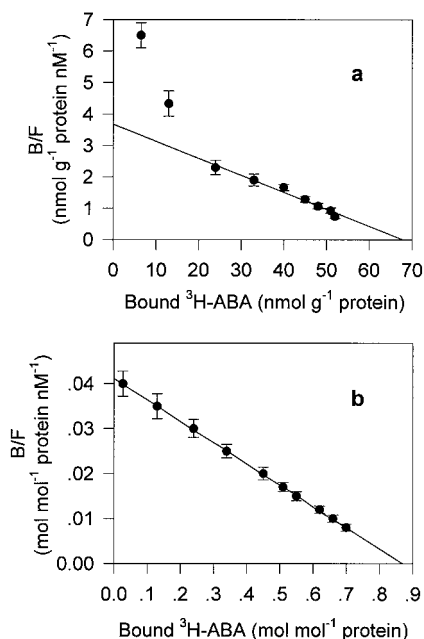 7
6
5
4
3
2
1
0
a
B/F
(nmol g⁻¹ protein nM⁻¹)
0 10 20 30 40 50 60 70
Bound ³H-ABA (nmol g⁻¹ protein)
.04
.03
.02
.01
0.00
b
B/F
(mol mol⁻¹ protein nM⁻¹)
0.0 .1 .2 .3 .4 .5 .6 .7 .8 .9
Bound ³H-ABA (mol mol⁻¹ protein)